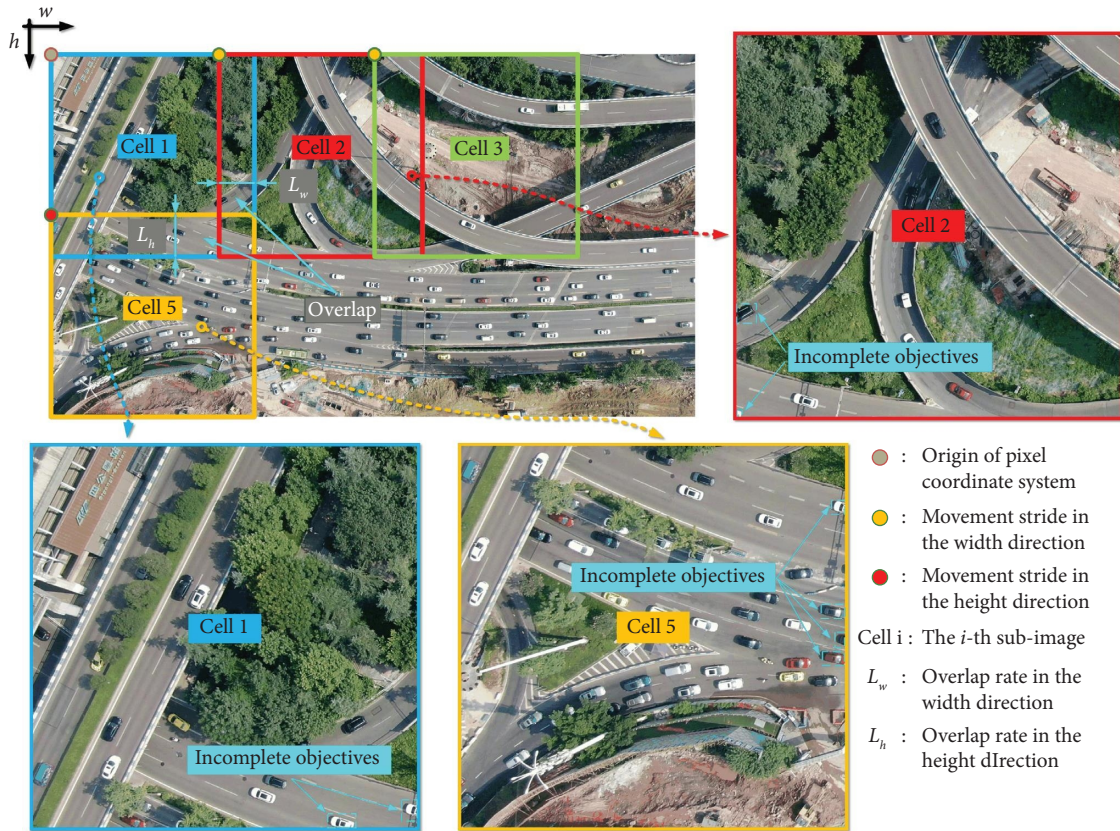 w
h
Cell 1
Cell 2
Cell 3
L_w
L_h
Cell 5
Overlap
Cell 2
Incomplete objectives
Cell 1
Incomplete objectives
Incomplete objectives
Cell 5
: Origin of pixel
coordinate system
: Movement stride in
the width direction
: Movement stride in
the height direction
Cell i : The i-th sub-image
L_w : Overlap rate in the
width direction
L_h : Overlap rate in the
height dIrection